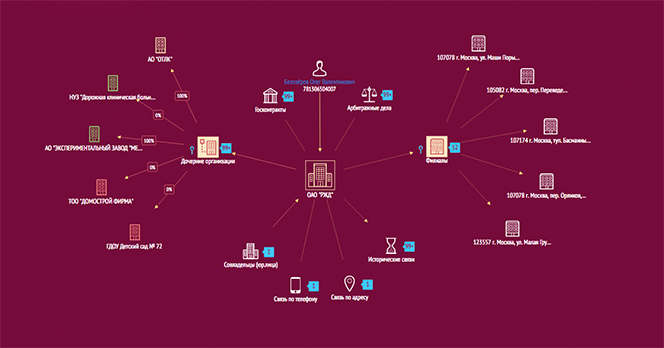 АО "ОТЛК"
100%
НУЗ "Дорожная клиническая больн...
0%
АО "ЭКСПЕРИМЕНТАЛЬНЫЙ ЗАВОД "МЕ...
100%
0%
ТОО "ДОМОСТРОЙ ФИРМА"
0%
ГДОУ Детский сад № 72
99+
Дочерние организации
Белозёров Олег Валентинович
781306304007
99+
Госконтракты
99+
Арбитражные дела
ОАО "РЖД"
1
Совладельцы (юр.лица)
1
Связь по телефону
1
Связь по адресу
99+
Исторические связи
52
Филиалы
107078 г. Москва, ул. Маши Поры...
105082 г. Москва, пер. Переведе...
107174 г. Москва, туп. Басманны...
107078 г. Москва, пер. Орликов,...
123557 г. Москва, ул. Малая Гру...